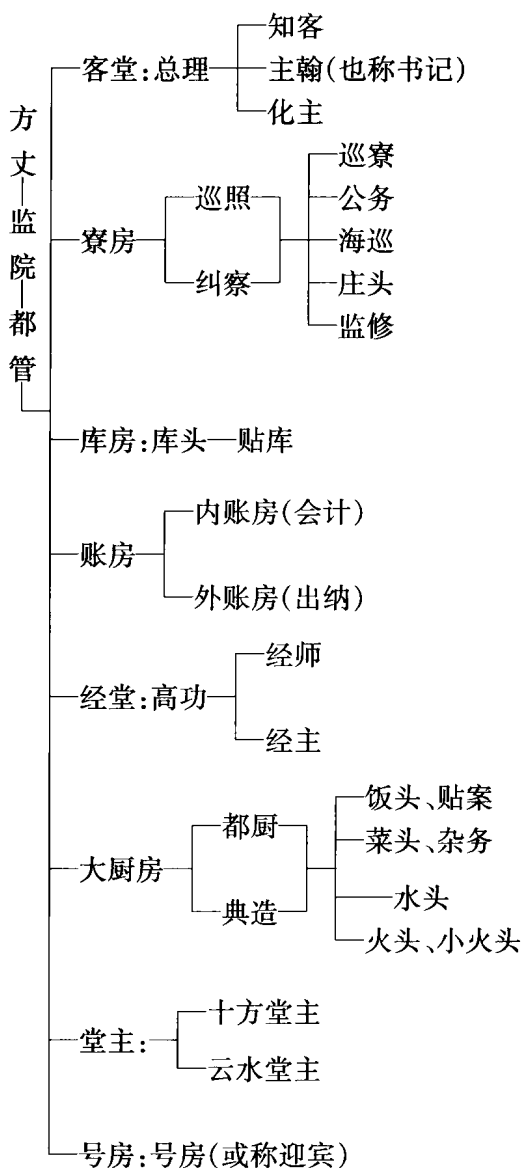 方丈—监院—都管
客堂:总理
知客
主翰(也称书记)
化主
寮房
巡照
纠察
巡寮
公务
海巡
庄头
监修
库房:库头—贴库
账房
内账房(会计)
外账房(出纳)
经堂:高功
经师
经主
大厨房
都厨
典造
饭头、贴案
菜头、杂务
水头
火头、小火头
堂主:
十方堂主
云水堂主
号房:号房(或称迎宾)